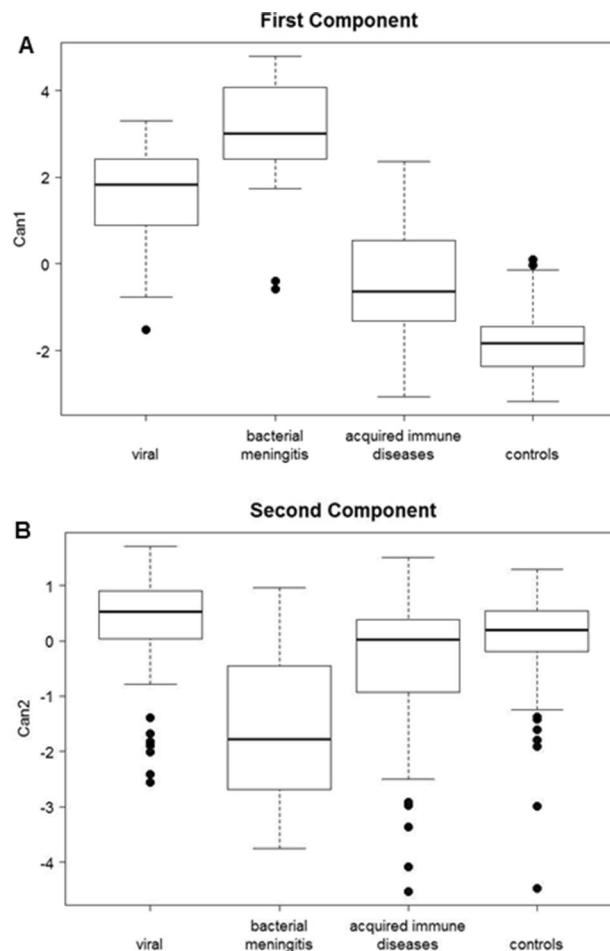 A
First Component
4
2
0
-2
Can1
viral
bacterial
meningitis
acquired immune
diseases
controls
B
Second Component
1
0
-1
-2
-3
-4
Can2
viral
bacterial
meningitis
acquired immune
diseases
controls